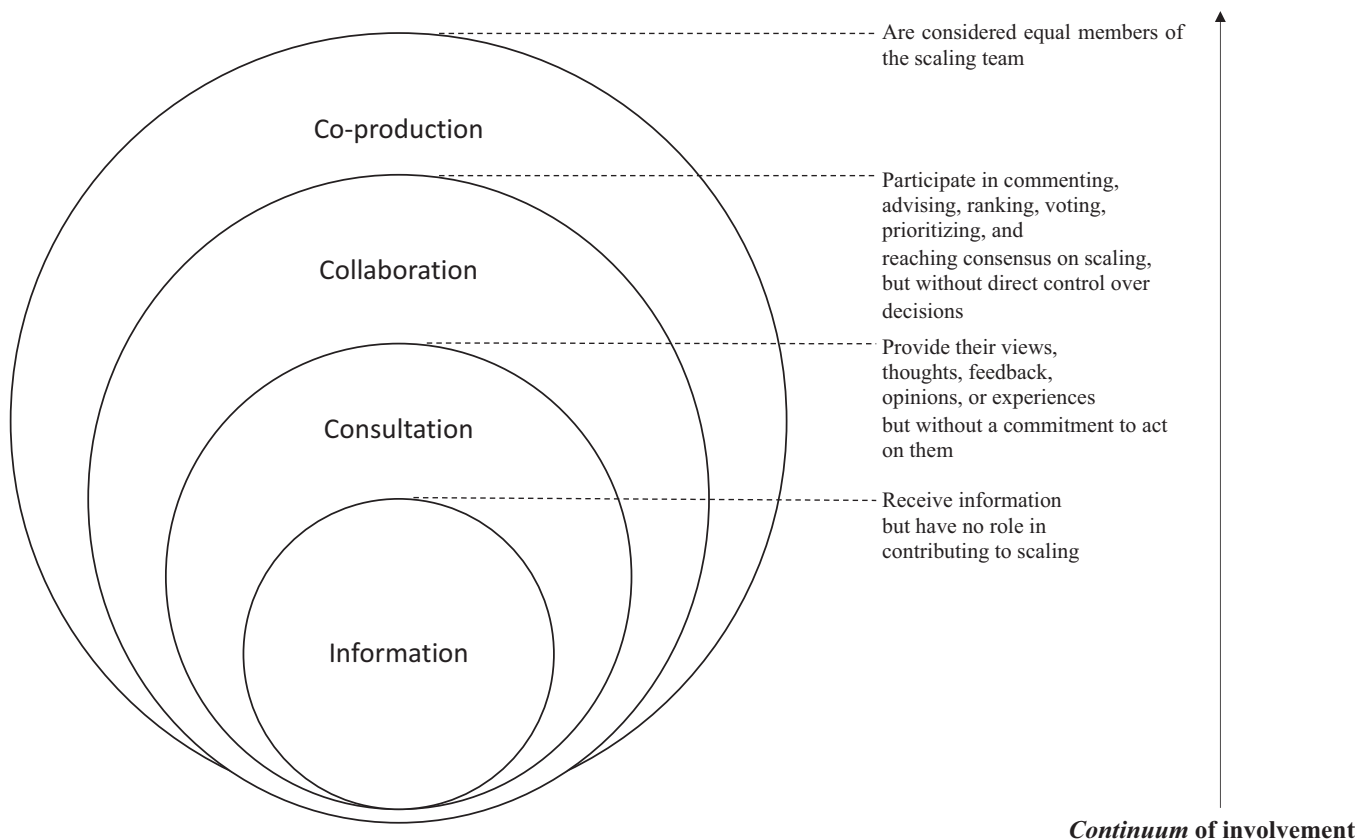 Are considered equal members of
the scaling team
Co-production
Participate in commenting,
advising, ranking, voting,
prioritizing, and
reaching consensus on scaling,
but without direct control over
decisions
Collaboration
Provide their views,
thoughts, feedback,
opinions, or experiences
but without a commitment to act
on them
Consultation
Receive information
but have no role in
contributing to scaling
Information
Continuum of involvement